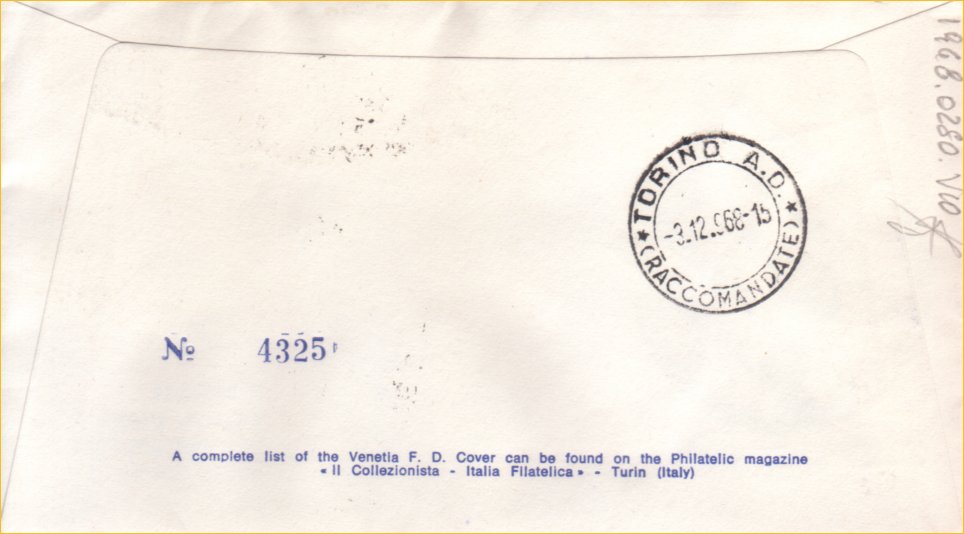 1968.0280.V10
TORINO A.D.
-3.12.968-15
(RACCOMANDATE)
Nº 4325
A complete list of the Venetia F. D. Cover can be found on the Philatelic magazine
« Il Collezionista - Italia Filatelica » - Turin (Italy)